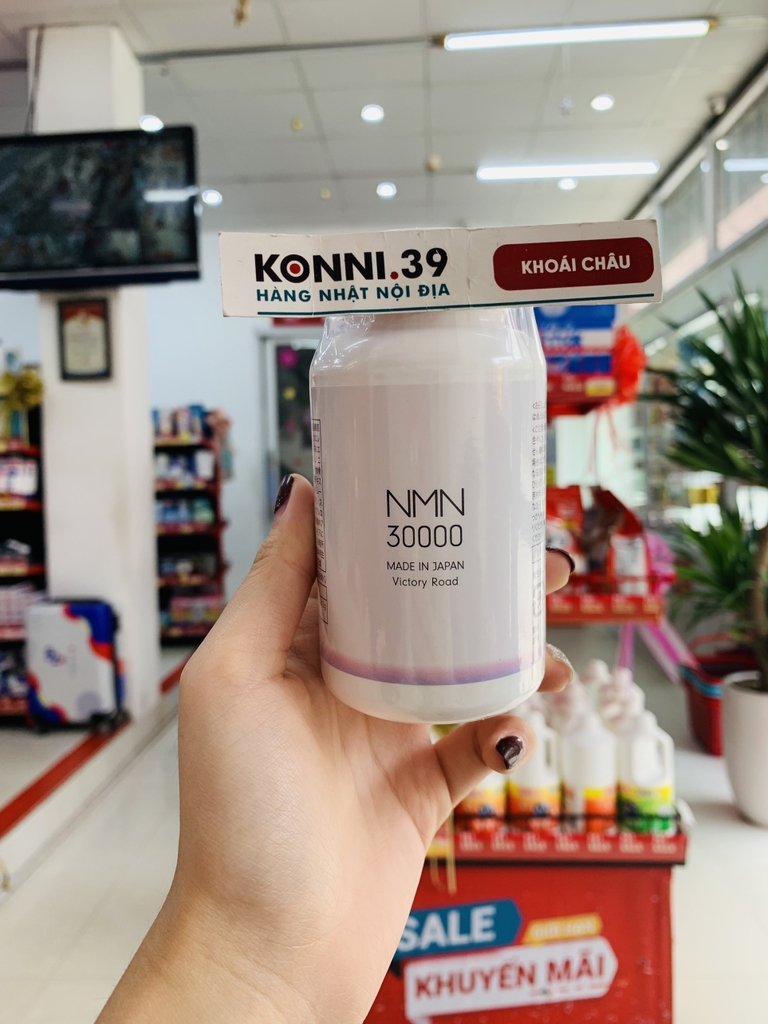 KONNI.39
HÀNG NHẬT NỘI ĐỊA
KHOÁI CHÂU
NMN
30000
MADE IN JAPAN
Victory Road
SALE
KHUYẾN MÃI